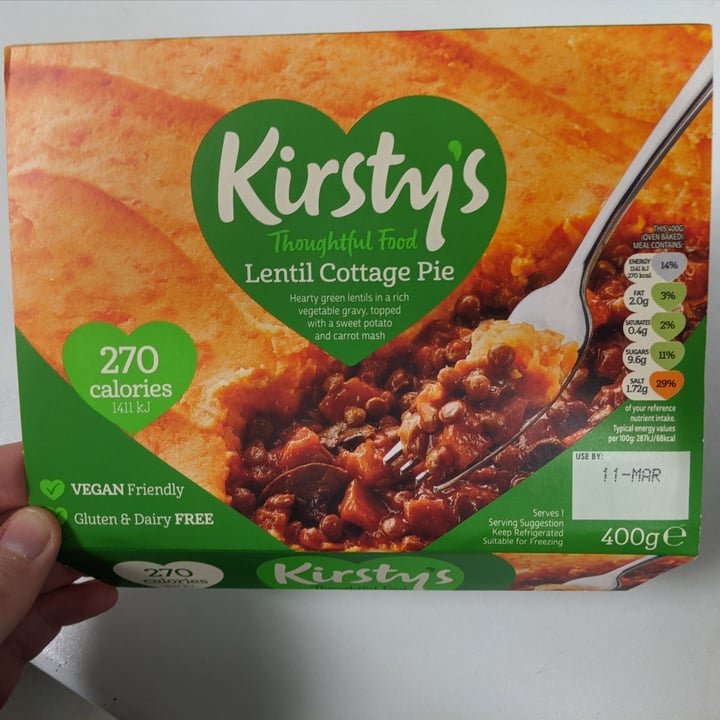 Kirsty's
Thoughtful Food
Lentil Cottage Pie
Hearty green lentils in a rich
vegetable gravy, topped
with a sweet potato
and carrot mash
270
calories
1411 kJ
VEGAN Friendly
Gluten & Dairy FREE
THIS 400G
(OVEN BAKED)
MEAL CONTAINS:
ENERGY
1141 kJ
270 kcal
14%
FAT
2.0g
3%
SATURATES
0.4g
2%
SUGARS
9.6g
11%
SALT
1.72g
29%
of your reference
nutrient intake.
Typical energy values
per 100g: 287kJ/68kcal
USE BY:
11-MAR
Serves 1
Serving Suggestion
Keep Refrigerated
Suitable for Freezing
400g e
270
calories
Kirsty's
Thoughtful Food